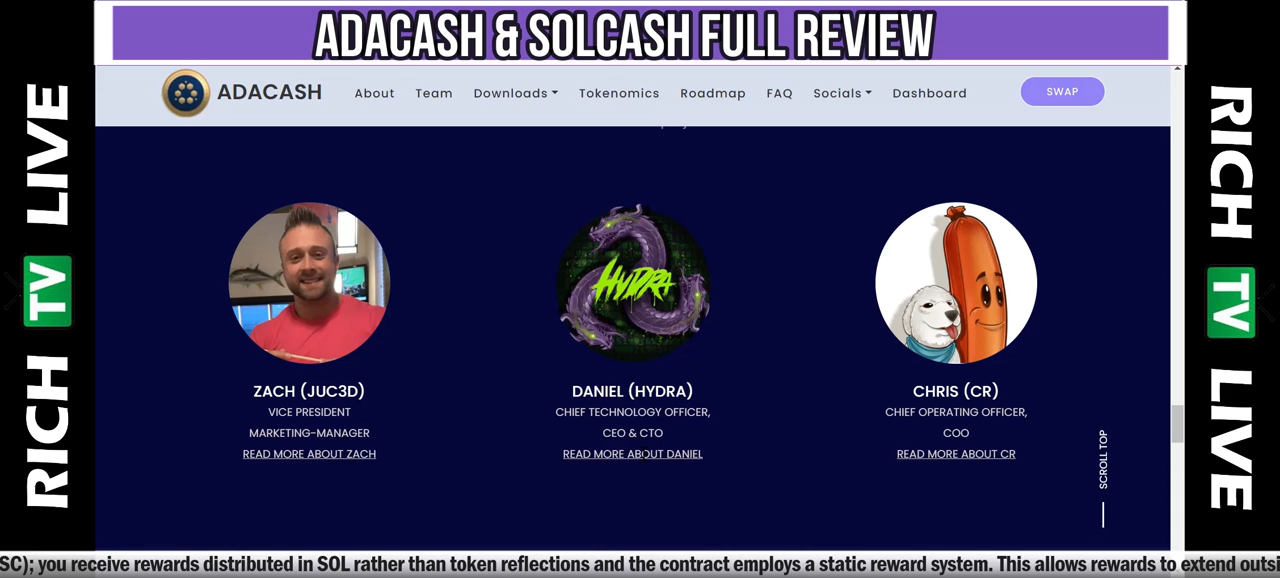 ADACASH & SOLCASH FULL REVIEW
RICH TV LIVE
ADACASH
About Team Downloads Tokenomics Roadmap FAQ Socials Dashboard
SWAP
HYDRA
ZACH (JUC3D)
VICE PRESIDENT
MARKETING-MANAGER
READ MORE ABOUT ZACH
DANIEL (HYDRA)
CHIEF TECHNOLOGY OFFICER,
CEO & CTO
READ MORE ABOUT DANIEL
CHRIS (CR)
CHIEF OPERATING OFFICER,
COO
READ MORE ABOUT CR
SCROLL TOP
RICH TV LIVE
SC); you receive rewards distributed in SOL rather than token reflections and the contract employs a static reward system. This allows rewards to extend outsi